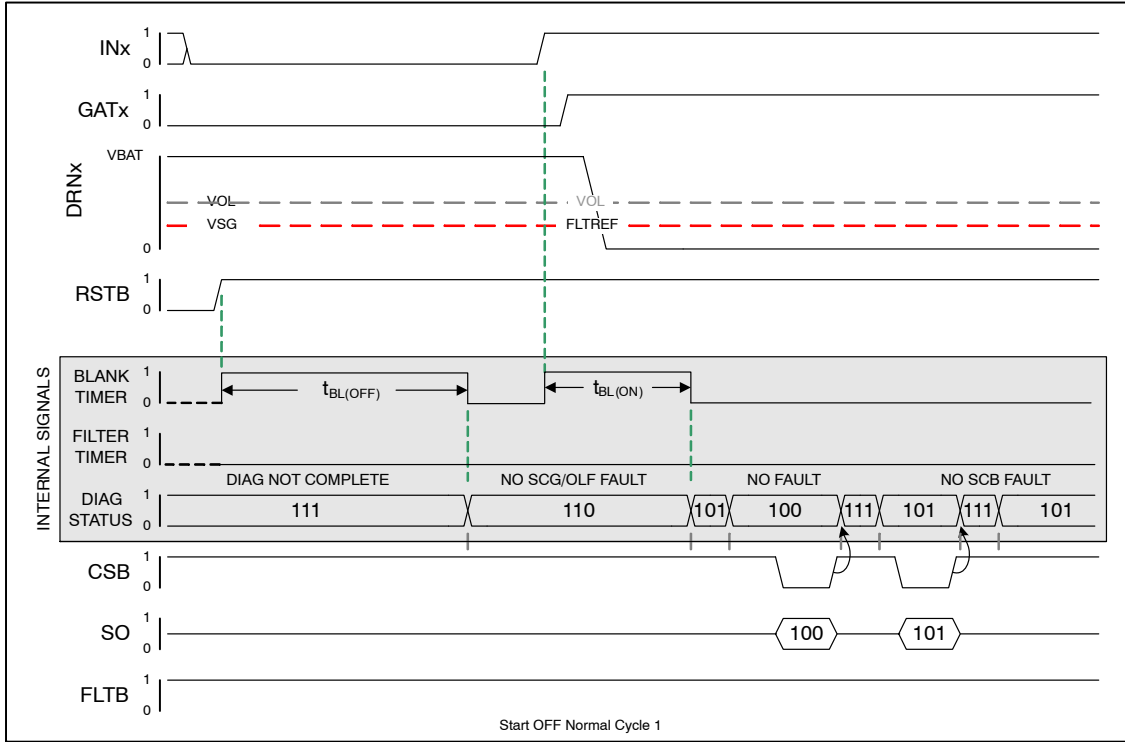 INx 1 0
GATx 1 0
DRNx VBAT 0
VOL VOL
VSG FLTREF
RSTB 1 0
INTERNAL SIGNALS
BLANK TIMER 1 0
tBL(OFF) tBL(ON)
FILTER TIMER 1 0
DIAG NOT COMPLETE NO SCG/OLF FAULT NO FAULT NO SCB FAULT
DIAG STATUS 1 0
111 110 101 100 111 101 111 101
CSB 1 0
SO 1 0
100 101
FLTB 1 0
Start OFF Normal Cycle 1